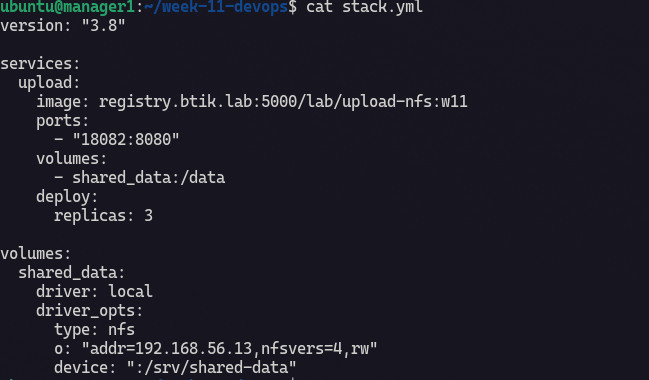 ubuntu@manager1:~/week-11-devops$ cat stack.yml
version: "3.8"

services:
  upload:
    image: registry.btik.lab:5000/lab/upload-nfs:w11
    ports:
      - "18082:8080"
    volumes:
      - shared_data:/data
    deploy:
      replicas: 3

volumes:
  shared_data:
    driver: local
    driver_opts:
      type: nfs
      o: "addr=192.168.56.13,nfsvers=4,rw"
      device: ":/srv/shared-data"